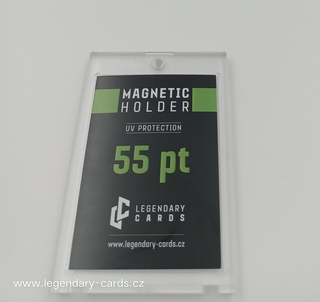 MAGNETIC
HOLDER
UV PROTECTION
55 pt
LEGENDARY
CARDS
www.legendary-cards.cz
www.legendary-cards.cz